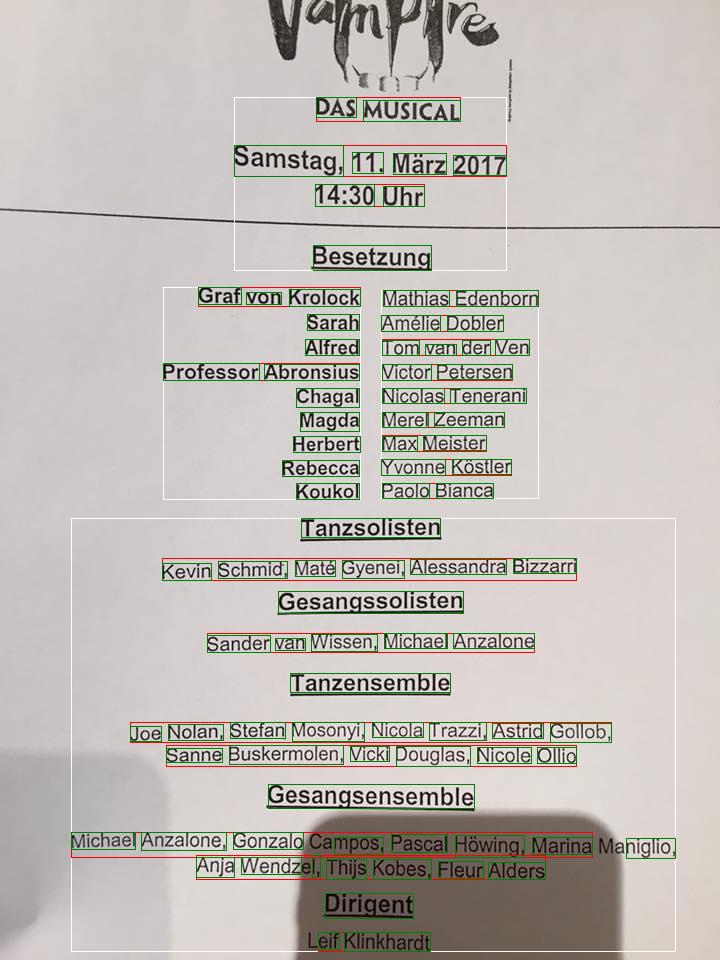 Vampire
DAS MUSICAL
Samstag, 11. März 2017
14:30 Uhr
Besetzung
Graf von Krolock Mathias Edenborn
Sarah Amélie Dobler
Alfred Tom van der Ven
Professor Abronsius Victor Petersen
Chagal Nicolas Tenerani
Magda Merel Zeeman
Herbert Max Meister
Rebecca Yvonne Köstler
Koukol Paolo Bianca
Tanzsolisten
Kevin Schmid, Maté Gyenei, Alessandra Bizzarri
Gesangssolisten
Sander van Wissen, Michael Anzalone
Tanzensemble
Joe Nolan, Stefan Mosonyi, Nicola Trazzi, Astrid Gollob,
Sanne Buskermolen, Vicki Douglas, Nicole Ollio
Gesangsensemble
Michael Anzalone, Gonzalo Campos, Pascal Höwing, Marina Maniglio,
Anja Wendzel, Thijs Kobes, Fleur Alders
Dirigent
Leif Klinkhardt